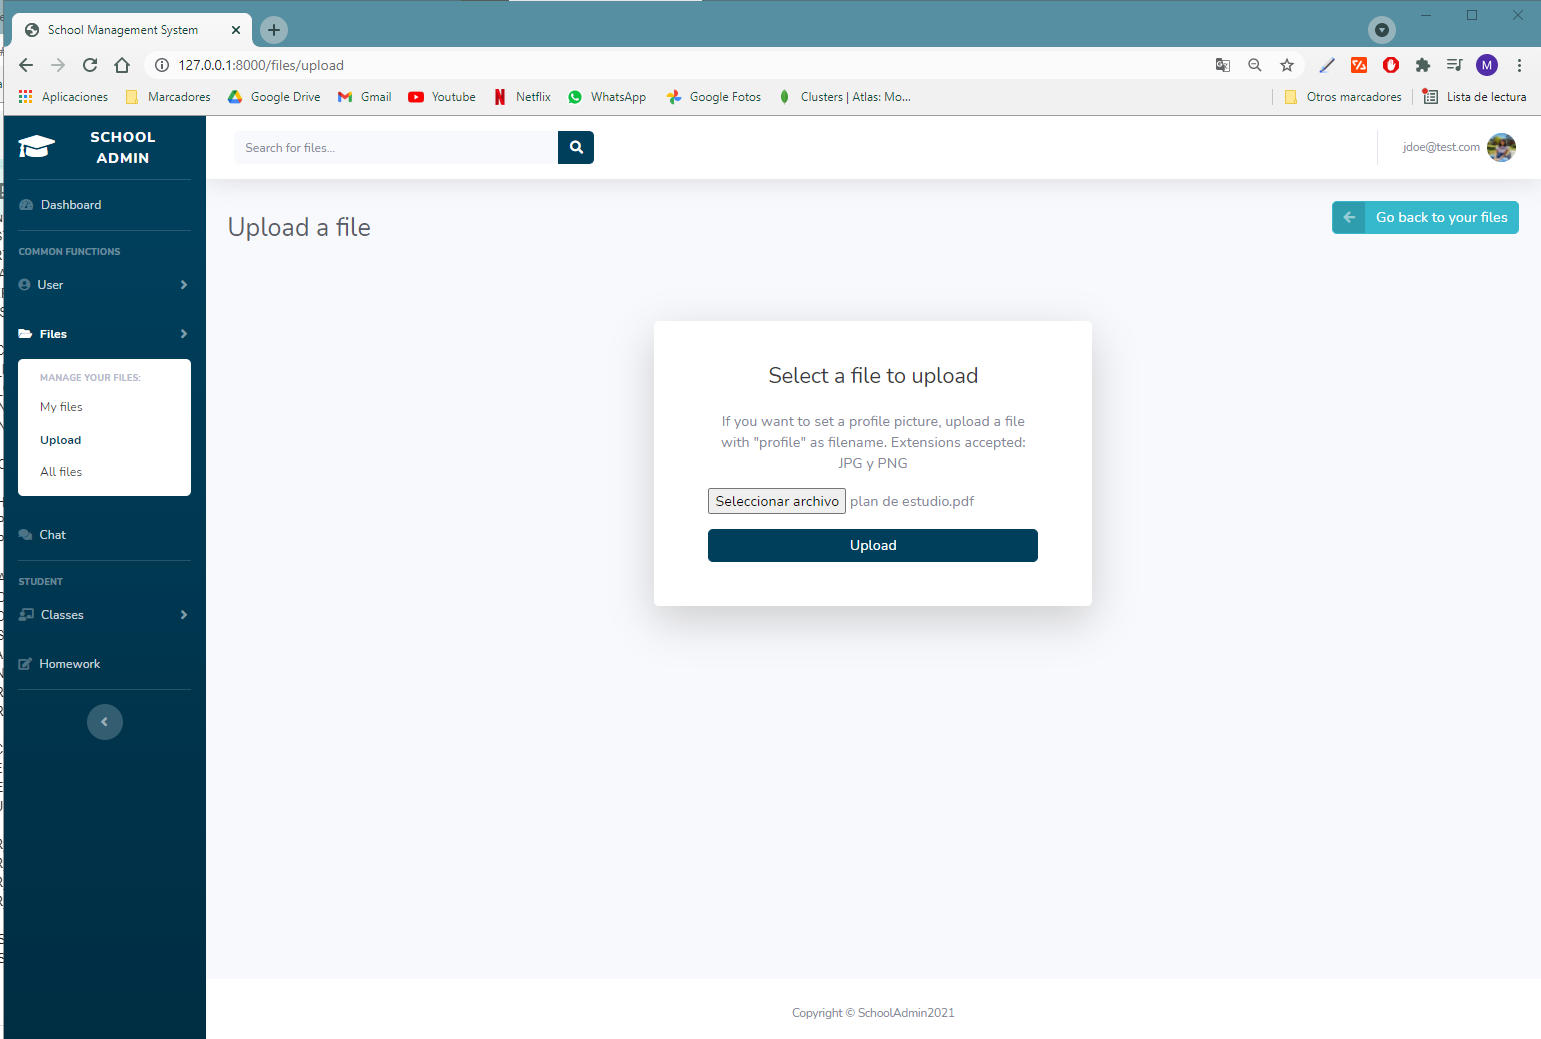 School Management System
127.0.0.1:8000/files/upload
M
Aplicaciones Marcadores Google Drive Gmail Youtube Netflix WhatsApp Google Fotos Clusters | Atlas: Mo... Otros marcadores Lista de lectura
SCHOOL
ADMIN
Search for files...
jdoe@test.com
Dashboard
COMMON FUNCTIONS
User
Files
MANAGE YOUR FILES:
My files
Upload
All files
Chat
STUDENT
Classes
Homework
Upload a file
Go back to your files
Select a file to upload
If you want to set a profile picture, upload a file
with "profile" as filename. Extensions accepted:
JPG y PNG
Seleccionar archivo plan de estudio.pdf
Upload
Copyright © SchoolAdmin2021